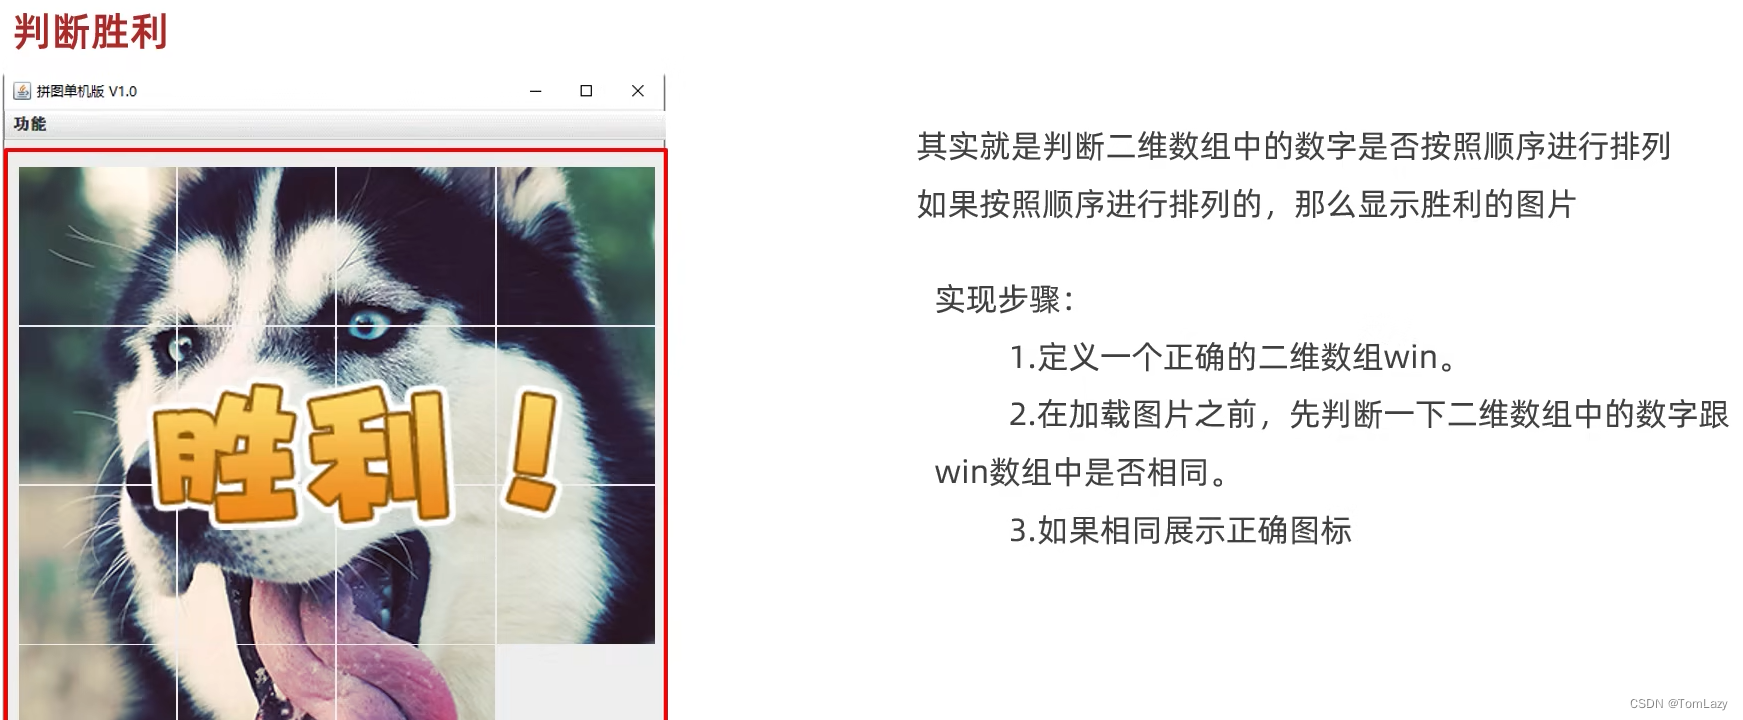 判断胜利
拼图单机版 V1.0
功能
胜利！
其实就是判断二维数组中的数字是否按照顺序进行排列
如果按照顺序进行排列的，那么显示胜利的图片
实现步骤：
1.定义一个正确的二维数组win。
2.在加载图片之前，先判断一下二维数组中的数字跟
win数组中是否相同。
3.如果相同展示正确图标
CSDN @TomLazy